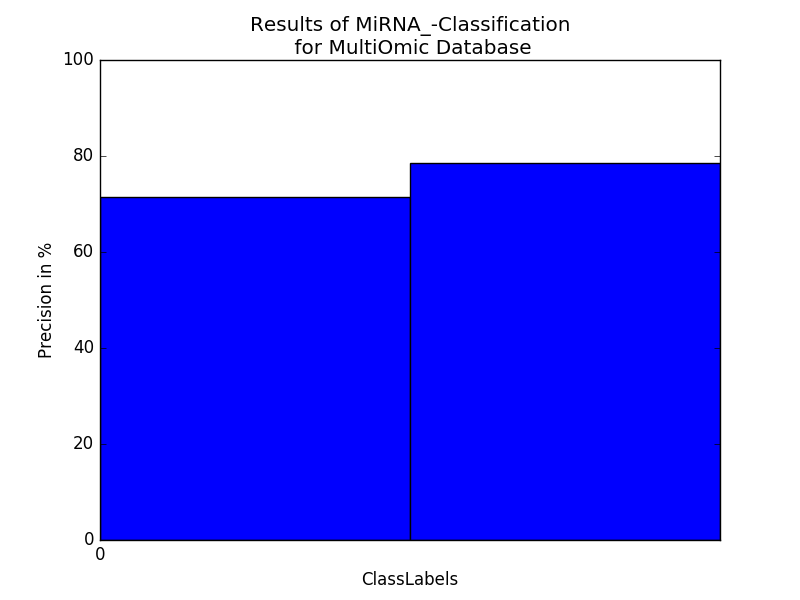 Results of MiRNA_-Classification
for MultiOmic Database
100
80
60
40
20
0
0
Precision in %
ClassLabels